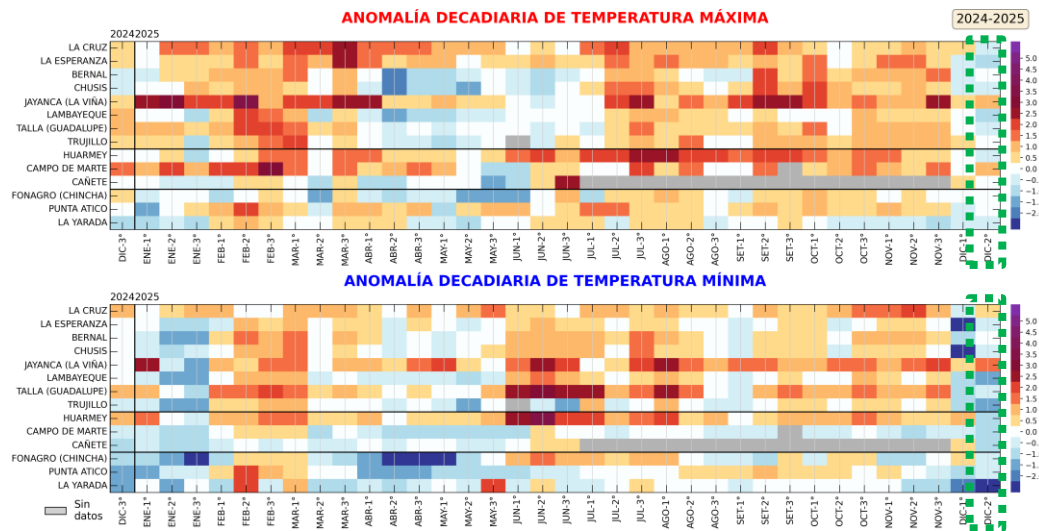 ANOMALÍA DECADIARIA DE TEMPERATURA MÁXIMA
2024-2025
20242025
LA CRUZ
LA ESPERANZA
BERNAL
CHUSIS
JAYANCA (LA VIÑA)
LAMBAYEQUE
TALLA (GUADALUPE)
TRUJILLO
HUARMEY
CAMPO DE MARTE
CAÑETE
FONAGRO (CHINCHA)
PUNTA ATICO
LA YARADA
5.0
4.5
4.0
3.5
3.0
2.5
2.0
1.5
1.0
0.5
DIC-3° ENE-1° ENE-2° ENE-3° FEB-1° FEB-2° FEB-3° MAR-1° MAR-2° MAR-3° ABR-1° ABR-2° ABR-3° MAY-1° MAY-2° MAY-3° JUN-1° JUN-2° JUN-3° JUL-1° JUL-2° JUL-3° AGO-1° AGO-2° AGO-3° SET-1° SET-2° SET-3° OCT-1° OCT-2° OCT-3° NOV-1° NOV-2° NOV-3° DIC-1° DIC-2°
ANOMALÍA DECADIARIA DE TEMPERATURA MÍNIMA
20242025
LA CRUZ
LA ESPERANZA
BERNAL
CHUSIS
JAYANCA (LA VIÑA)
LAMBAYEQUE
TALLA (GUADALUPE)
TRUJILLO
HUARMEY
CAMPO DE MARTE
CAÑETE
FONAGRO (CHINCHA)
PUNTA ATICO
LA YARADA
5.0
4.5
4.0
3.5
3.0
2.5
2.0
1.5
1.0
0.5
0.0
Sin
datos
DIC-3° ENE-1° ENE-2° ENE-3° FEB-1° FEB-2° FEB-3° MAR-1° MAR-2° MAR-3° ABR-1° ABR-2° ABR-3° MAY-1° MAY-2° MAY-3° JUN-1° JUN-2° JUN-3° JUL-1° JUL-2° JUL-3° AGO-1° AGO-2° AGO-3° SET-1° SET-2° SET-3° OCT-1° OCT-2° OCT-3° NOV-1° NOV-2° NOV-3° DIC-1° DIC-2°